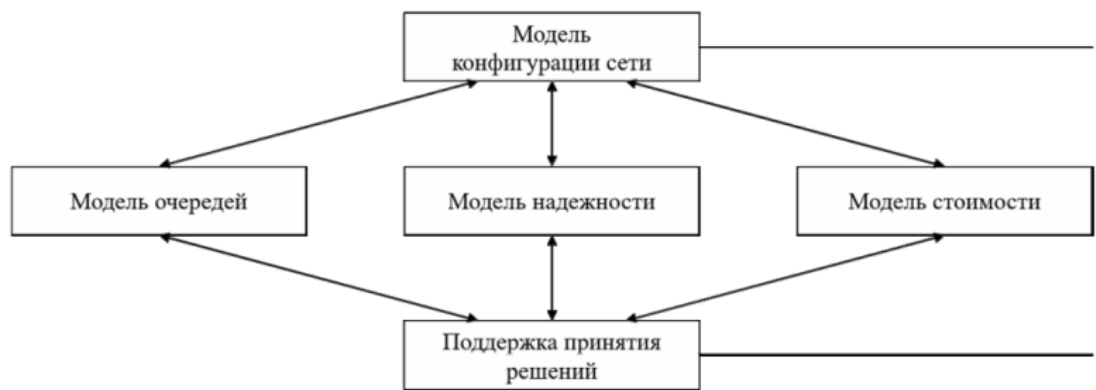 Модель
конфигурации сети
Модель очередей
Модель надежности
Модель стоимости
Поддержка принятия
решений